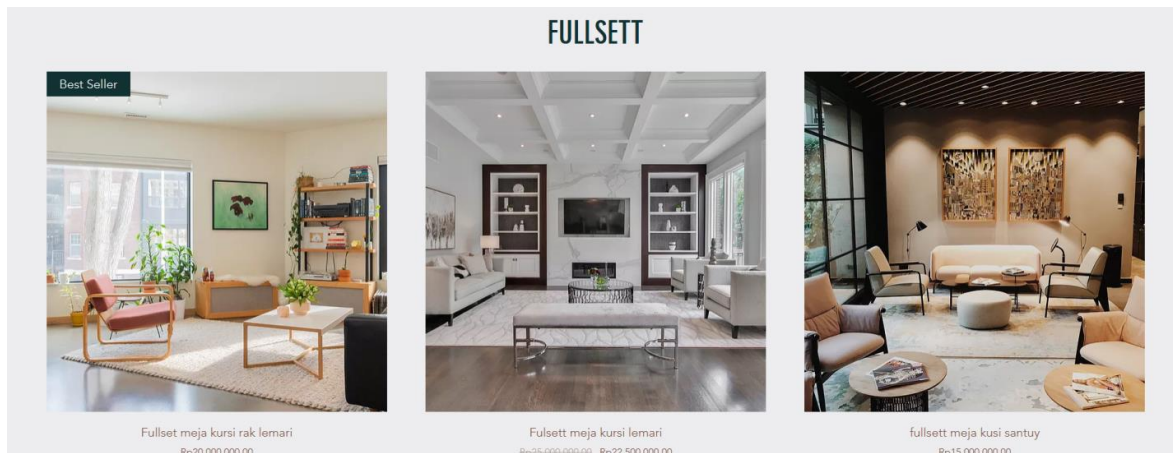 FULLSETT
Best Seller
Fullset meja kursi rak lemari
Fulsett meja kursi lemari
fullsett meja kusi santuy
Rp20.000.000,00
Rp25.000.000,00 Rp22.500.000,00
Rp15.000.000,00